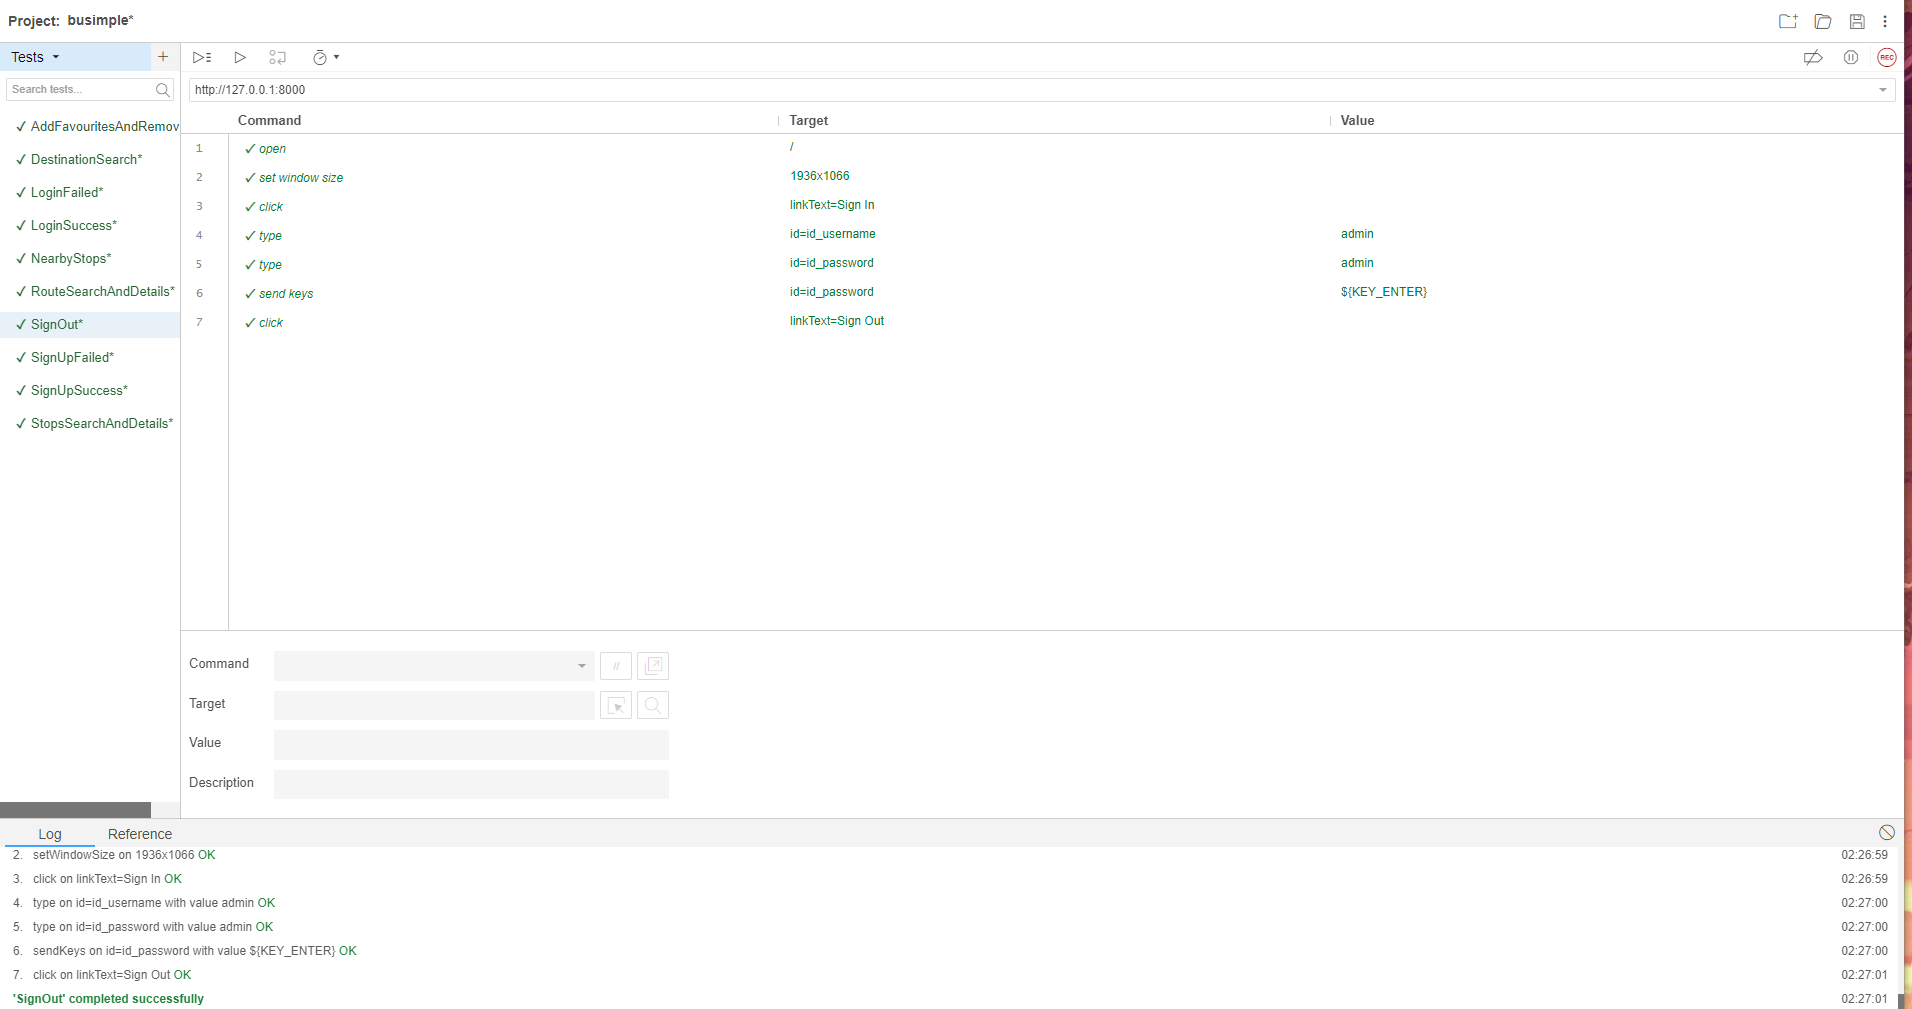 Project: busimple*
Tests
Search tests...
AddFavouritesAndRemov
DestinationSearch*
LoginFailed*
LoginSuccess*
NearbyStops*
RouteSearchAndDetails*
SignOut*
SignUpFailed*
SignUpSuccess*
StopsSearchAndDetails*
REC
http://127.0.0.1:8000
Command Target Value
1 open /
2 set window size 1936x1066
3 click linkText=Sign In
4 type id=id_username admin
5 type id=id_password admin
6 send keys id=id_password ${KEY_ENTER}
7 click linkText=Sign Out
Command //
Target
Value
Description
Log Reference
2. setWindowSize on 1936x1066 OK 02:26:59
3. click on linkText=Sign In OK 02:26:59
4. type on id=id_username with value admin OK 02:27:00
5. type on id=id_password with value admin OK 02:27:00
6. sendKeys on id=id_password with value ${KEY_ENTER} OK 02:27:00
7. click on linkText=Sign Out OK 02:27:01
'SignOut' completed successfully 02:27:01